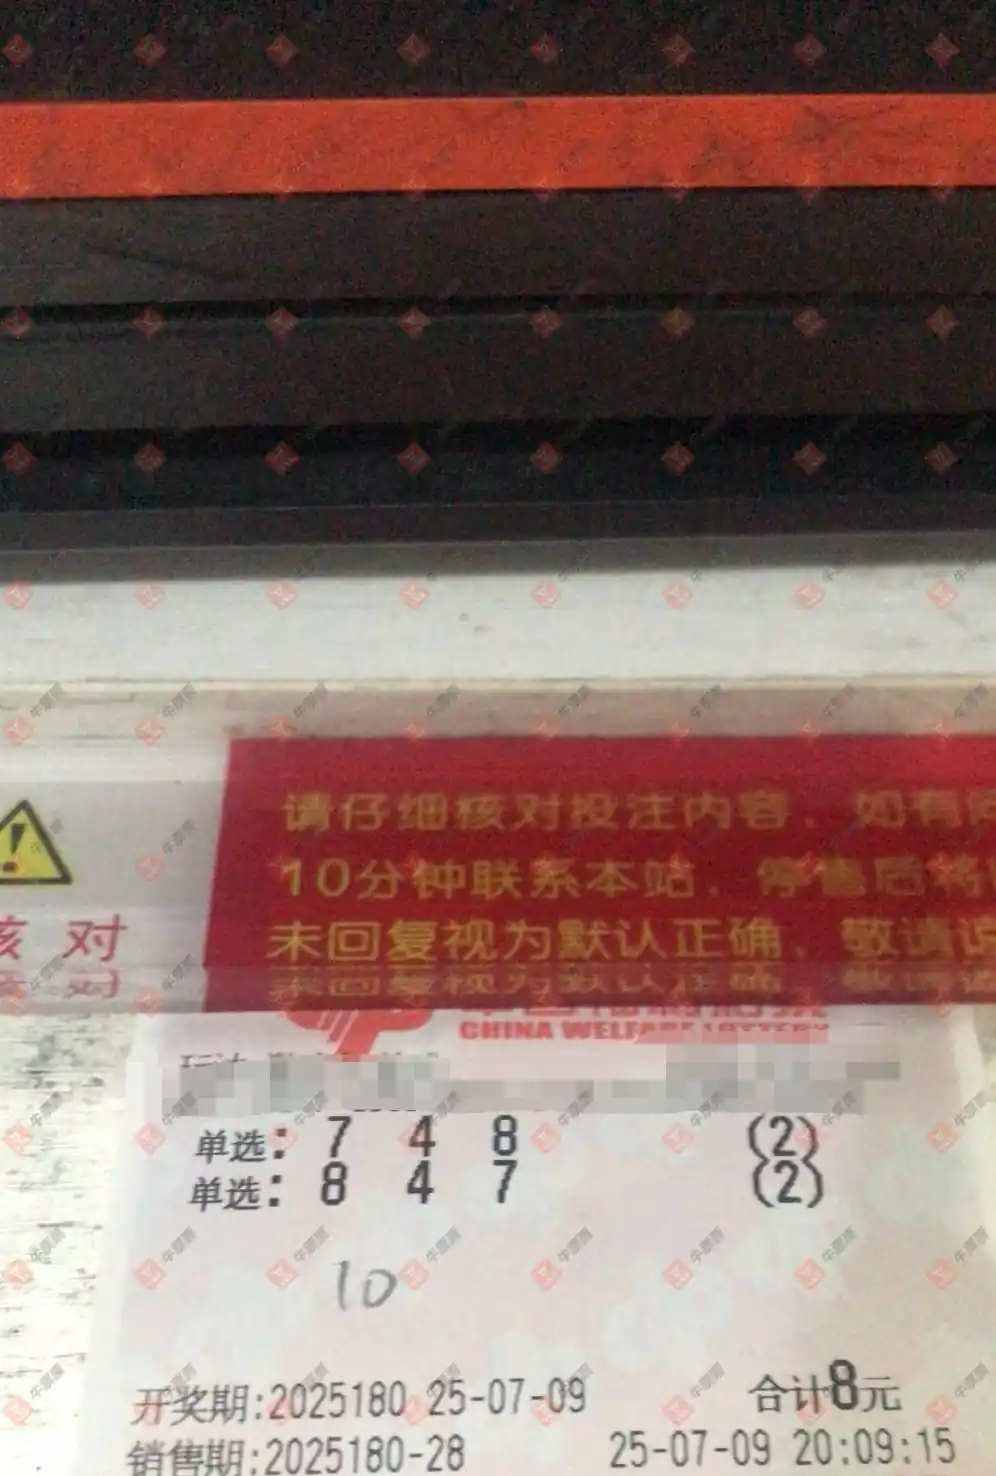 请仔细核对投注内容，如有问
10分钟联系本站，停售后将
未回复视为默认正确，敬请谅
核对
CHINA WELFARE LOTTERY
单选: 7 4 8 (2)
单选: 8 4 7 (2)
10
开奖期:2025180 25-07-09 合计8元
销售期:2025180-28 25-07-09 20:09:15